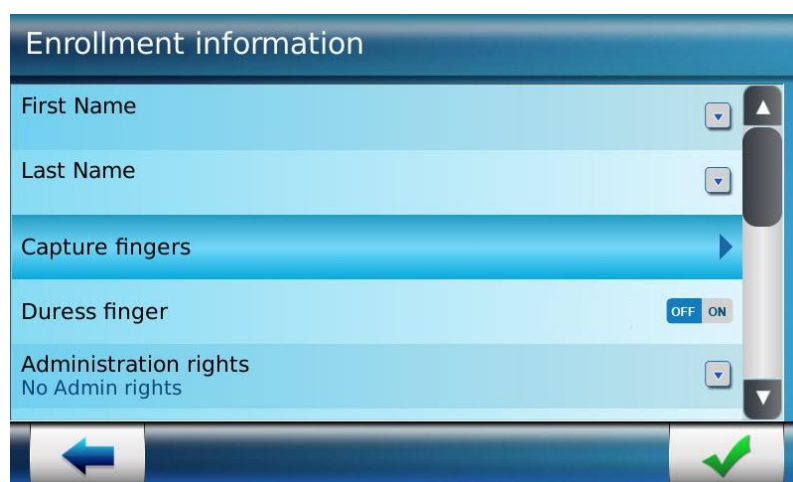 Enrollment information
First Name
Last Name
Capture fingers
Duress finger
OFF ON
Administration rights
No Admin rights